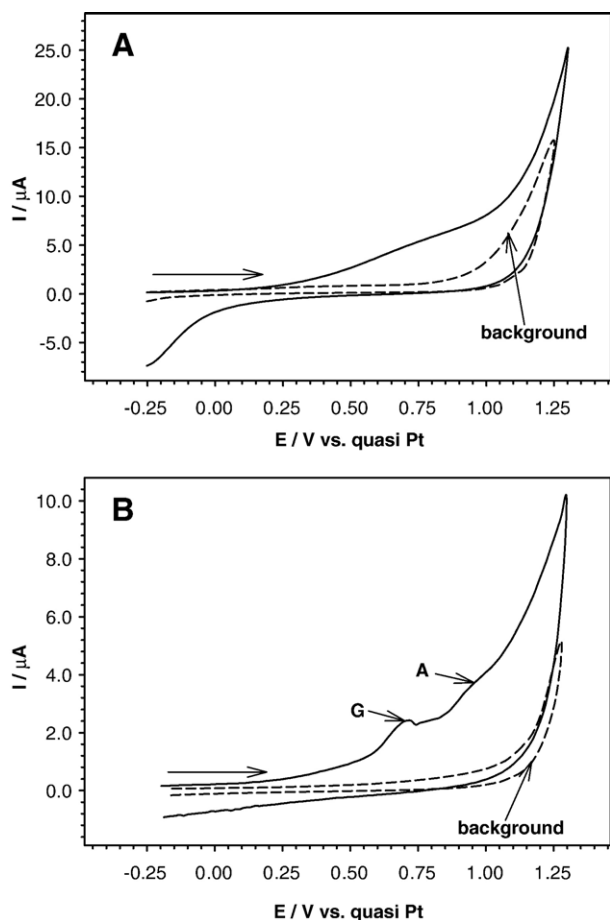 A
25.0
20.0
15.0
10.0
5.0
0.0
-5.0
I / µA
background
-0.25 0.00 0.25 0.50 0.75 1.00 1.25
E / V vs. quasi Pt
B
10.0
8.0
6.0
4.0
2.0
0.0
I / µA
A
G
background
-0.25 0.00 0.25 0.50 0.75 1.00 1.25
E / V vs. quasi Pt